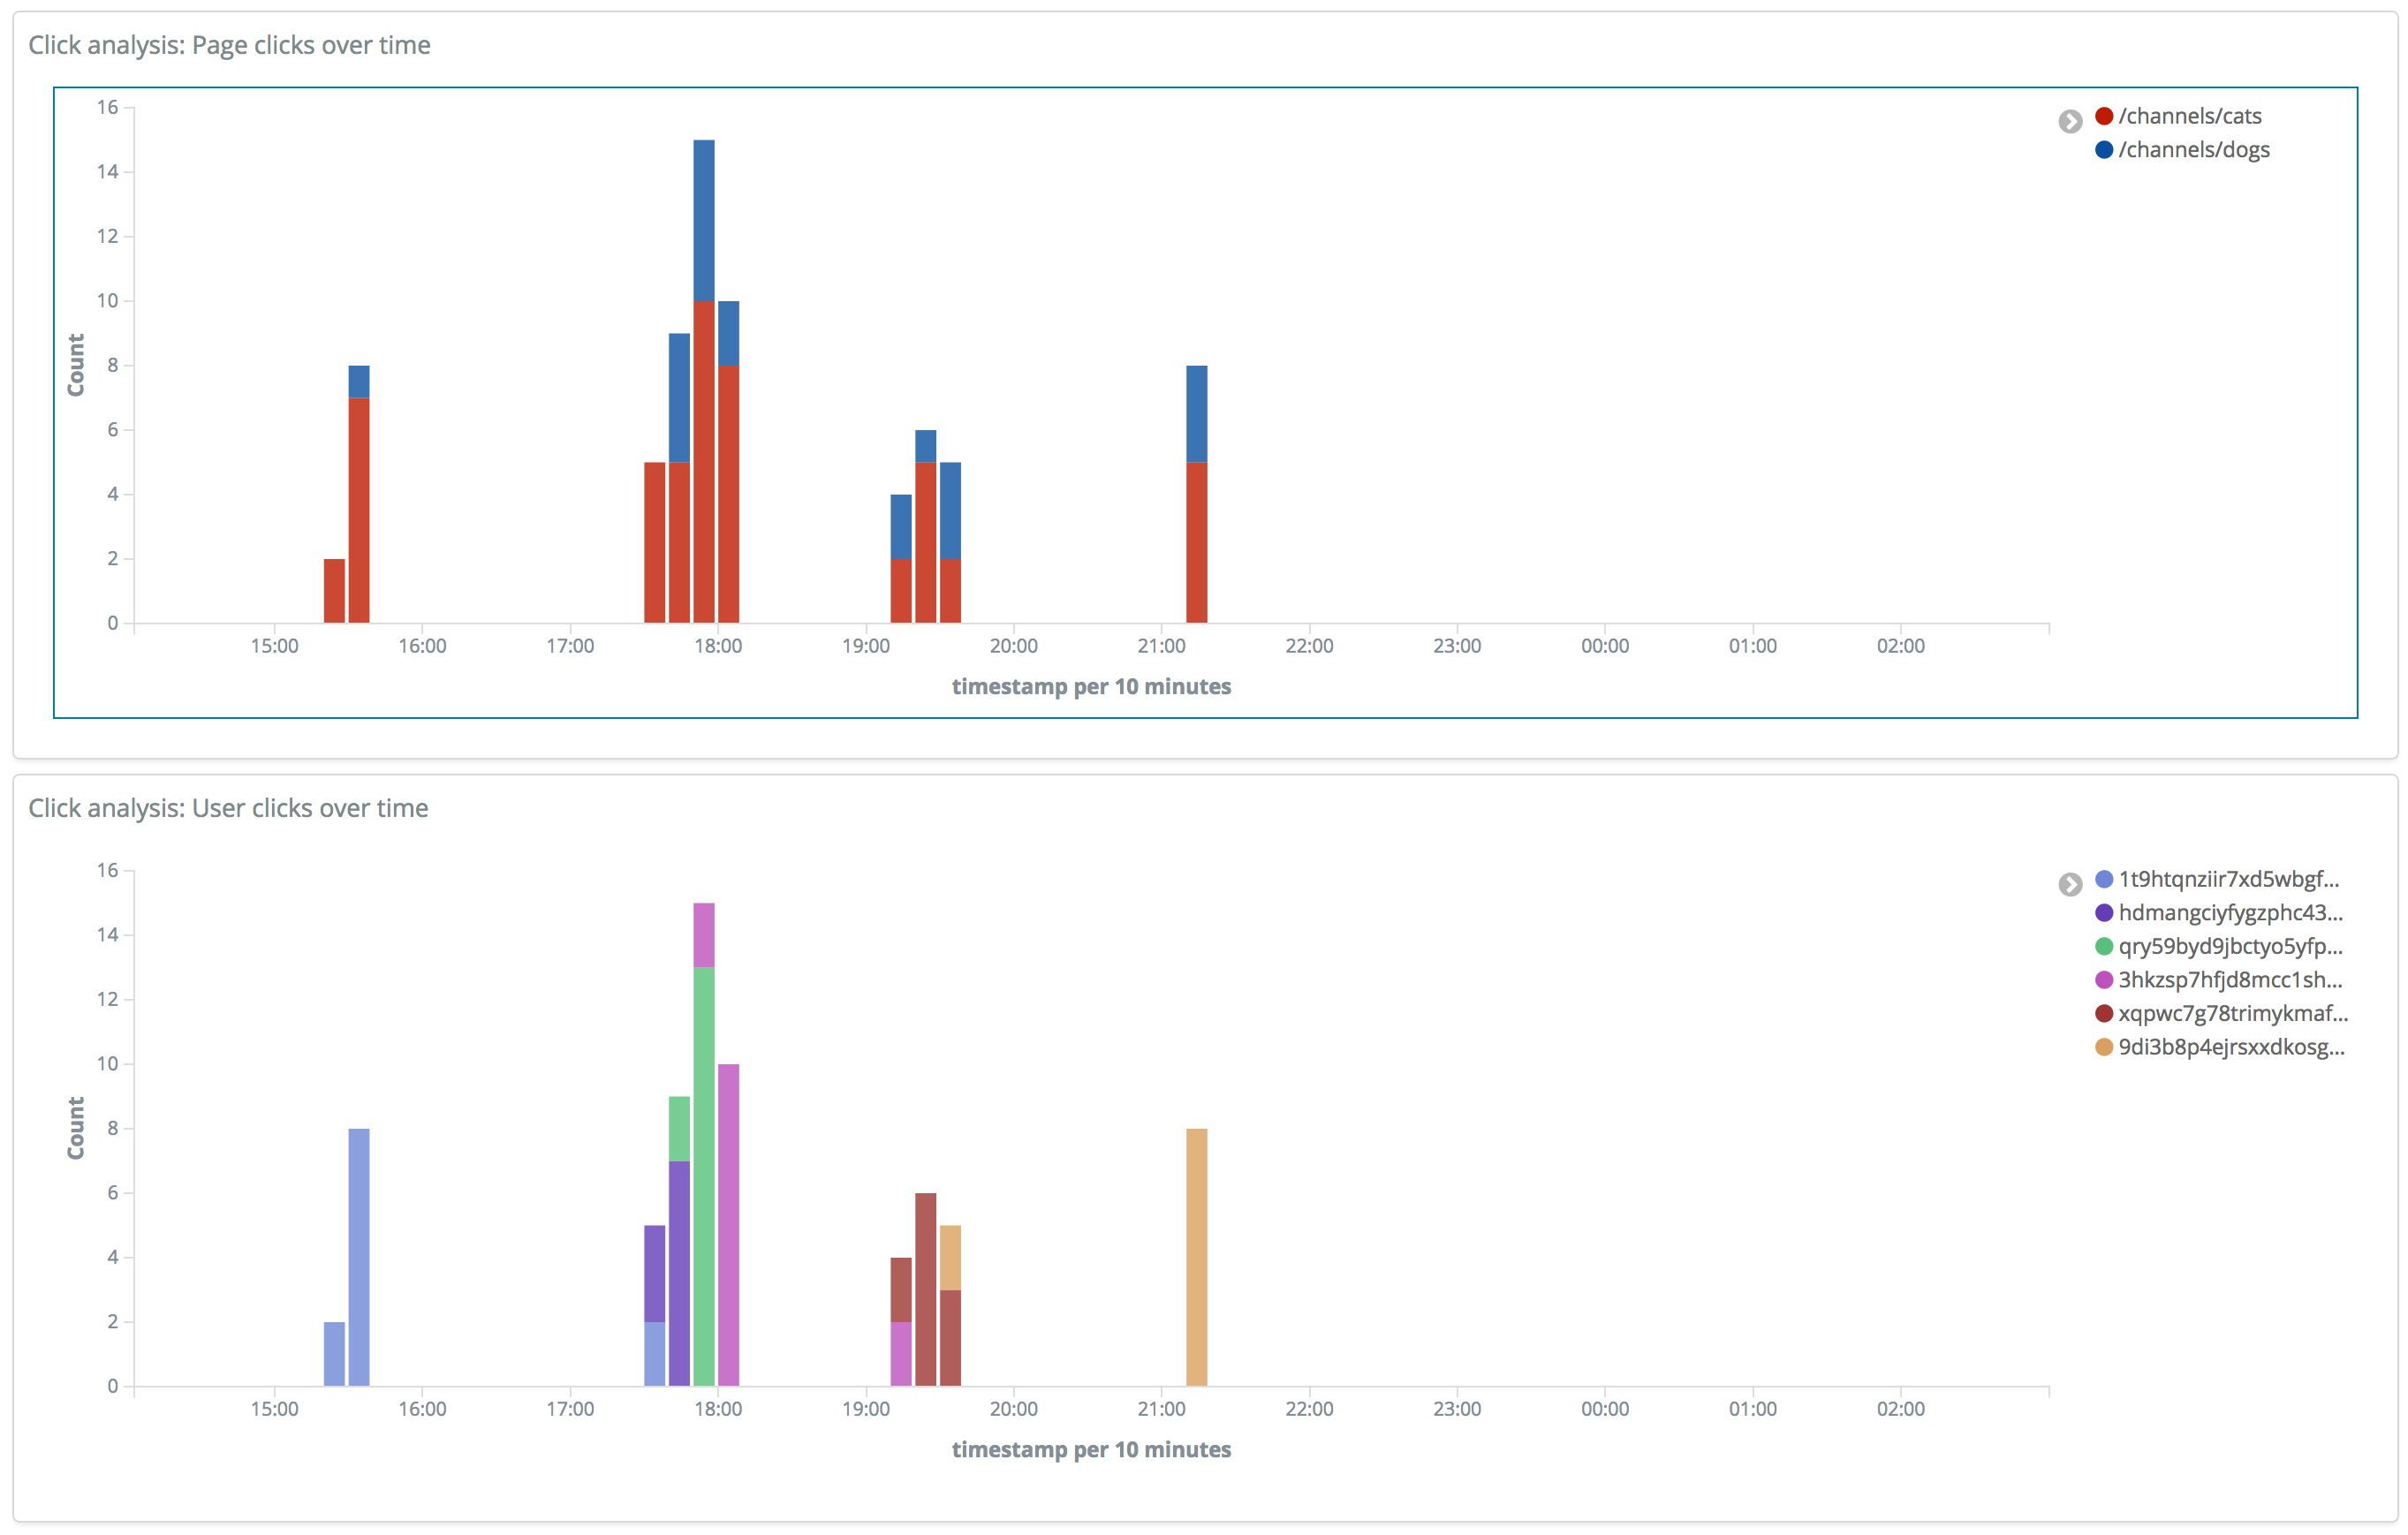 Click analysis: Page clicks over time
16
14
12
10
8
6
4
2
0
Count
15:00 16:00 17:00 18:00 19:00 20:00 21:00 22:00 23:00 00:00 01:00 02:00
timestamp per 10 minutes
/channels/cats
/channels/dogs
Click analysis: User clicks over time
16
14
12
10
8
6
4
2
0
Count
15:00 16:00 17:00 18:00 19:00 20:00 21:00 22:00 23:00 00:00 01:00 02:00
timestamp per 10 minutes
1t9htqnziir7xd5wbgf...
hdmangciyfygzphc43...
qry59byd9jbctyo5yfp...
3hkzsp7hfjd8mcc1sh...
xqpwc7g78trimykmaf...
9di3b8p4ejrsxxdkosg...